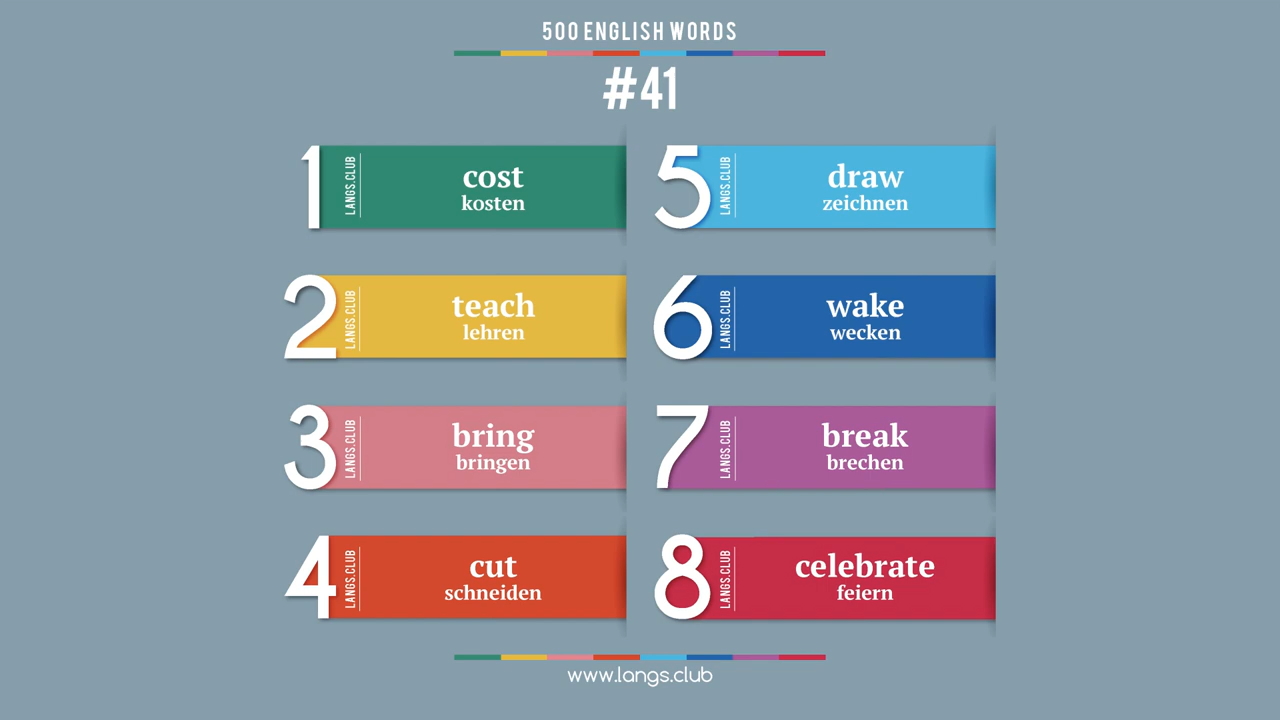 500 ENGLISH WORDS
#41
1
LANGS.CLUB
cost
kosten
2
LANGS.CLUB
teach
lehren
3
LANGS.CLUB
bring
bringen
4
LANGS.CLUB
cut
schneiden
5
LANGS.CLUB
draw
zeichnen
6
LANGS.CLUB
wake
wecken
7
LANGS.CLUB
break
brechen
8
LANGS.CLUB
celebrate
feiern
www.langs.club